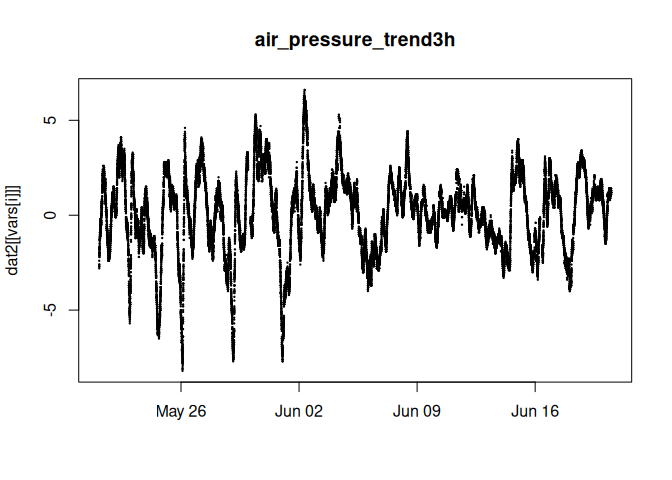 air_pressure_trend3h
dat2[[vars[i]]]
5
0
-5
May 26
Jun 02
Jun 09
Jun 16